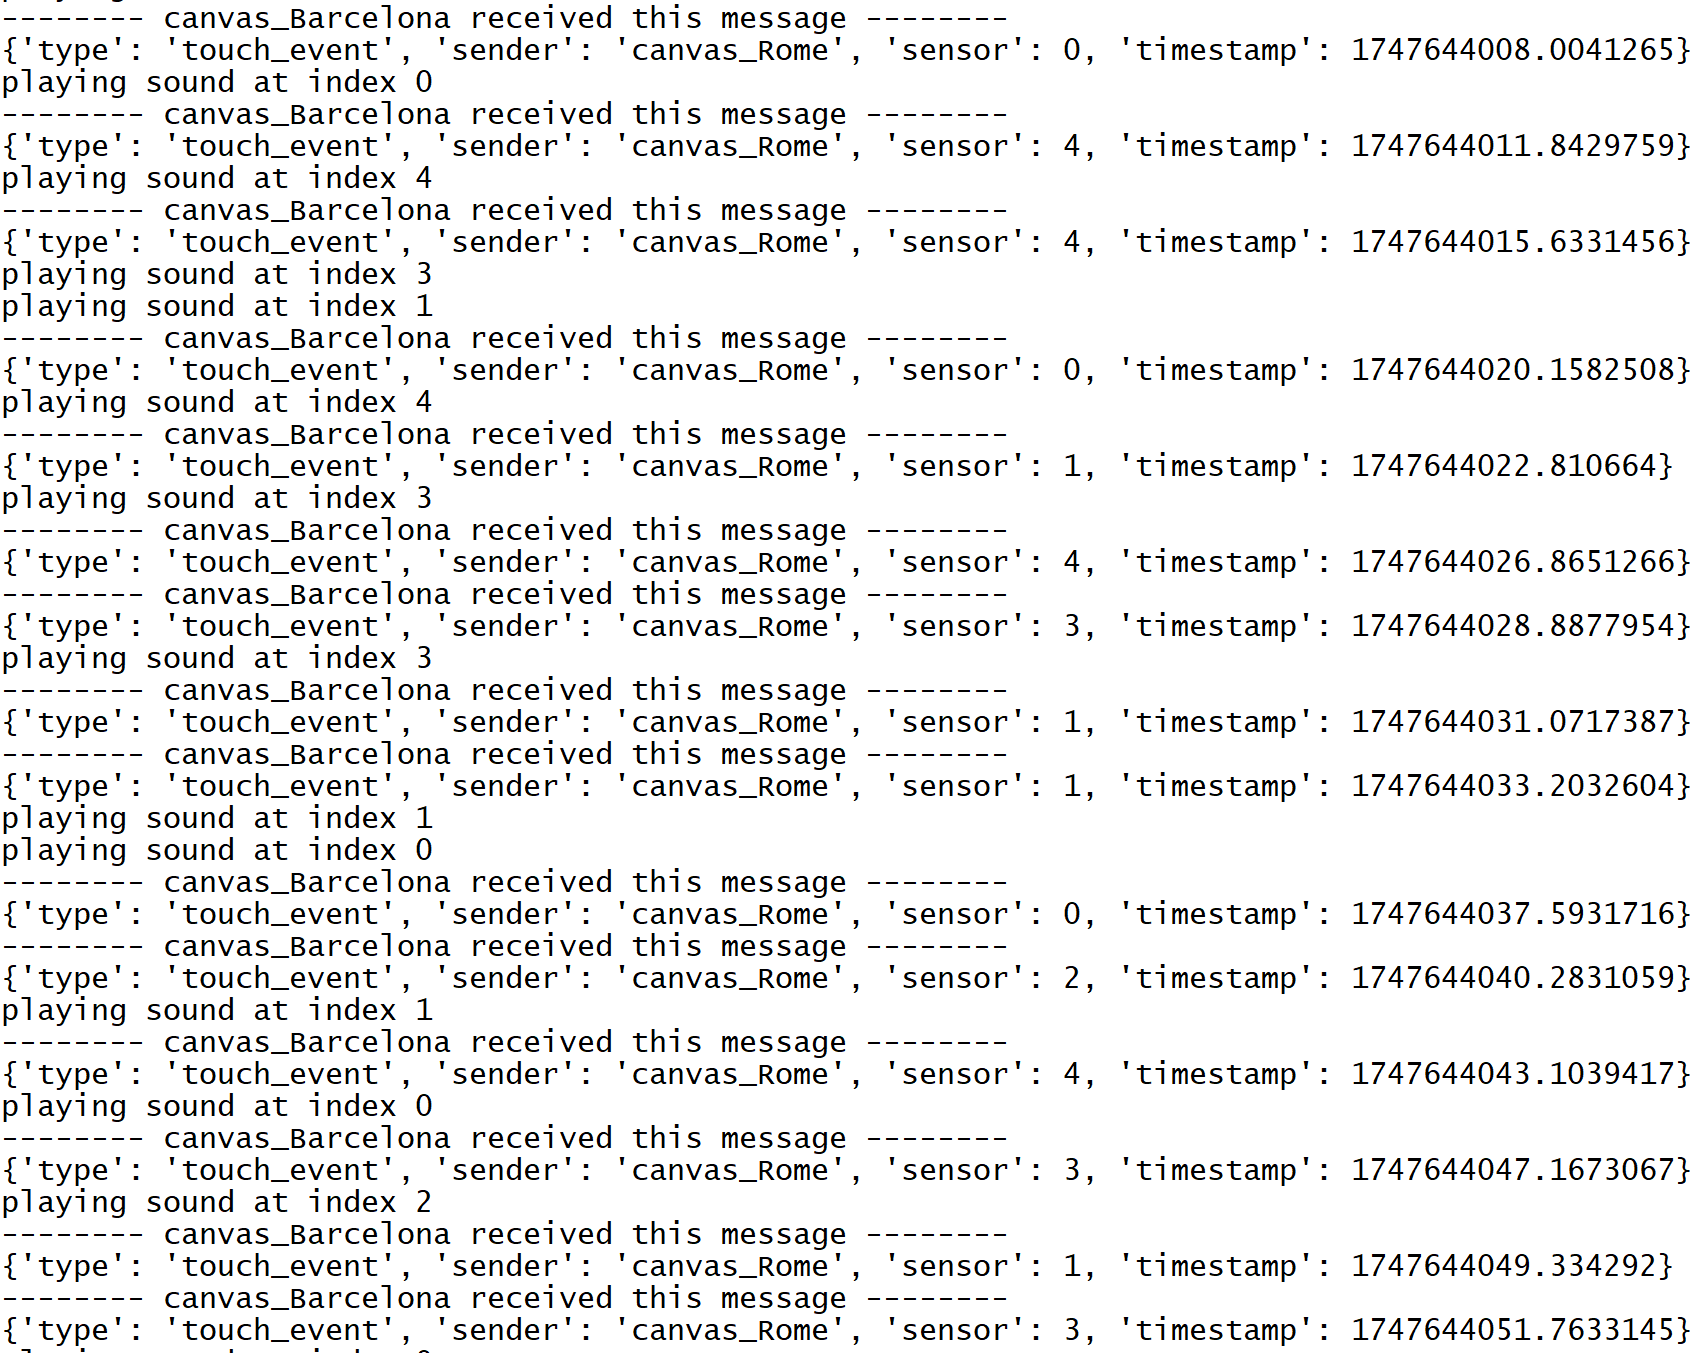 -------- canvas_Barcelona received this message --------
{'type': 'touch_event', 'sender': 'canvas_Rome', 'sensor': 0, 'timestamp': 1747644008.0041265}
playing sound at index 0
-------- canvas_Barcelona received this message --------
{'type': 'touch_event', 'sender': 'canvas_Rome', 'sensor': 4, 'timestamp': 1747644011.8429759}
playing sound at index 4
-------- canvas_Barcelona received this message --------
{'type': 'touch_event', 'sender': 'canvas_Rome', 'sensor': 4, 'timestamp': 1747644015.6331456}
playing sound at index 3
playing sound at index 1
-------- canvas_Barcelona received this message --------
{'type': 'touch_event', 'sender': 'canvas_Rome', 'sensor': 0, 'timestamp': 1747644020.1582508}
playing sound at index 4
-------- canvas_Barcelona received this message --------
{'type': 'touch_event', 'sender': 'canvas_Rome', 'sensor': 1, 'timestamp': 1747644022.810664}
playing sound at index 3
-------- canvas_Barcelona received this message --------
{'type': 'touch_event', 'sender': 'canvas_Rome', 'sensor': 4, 'timestamp': 1747644026.8651266}
-------- canvas_Barcelona received this message --------
{'type': 'touch_event', 'sender': 'canvas_Rome', 'sensor': 3, 'timestamp': 1747644028.8877954}
playing sound at index 3
-------- canvas_Barcelona received this message --------
{'type': 'touch_event', 'sender': 'canvas_Rome', 'sensor': 1, 'timestamp': 1747644031.0717387}
-------- canvas_Barcelona received this message --------
{'type': 'touch_event', 'sender': 'canvas_Rome', 'sensor': 1, 'timestamp': 1747644033.2032604}
playing sound at index 1
playing sound at index 0
-------- canvas_Barcelona received this message --------
{'type': 'touch_event', 'sender': 'canvas_Rome', 'sensor': 0, 'timestamp': 1747644037.5931716}
-------- canvas_Barcelona received this message --------
{'type': 'touch_event', 'sender': 'canvas_Rome', 'sensor': 2, 'timestamp': 1747644040.2831059}
playing sound at index 1
-------- canvas_Barcelona received this message --------
{'type': 'touch_event', 'sender': 'canvas_Rome', 'sensor': 4, 'timestamp': 1747644043.1039417}
playing sound at index 0
-------- canvas_Barcelona received this message --------
{'type': 'touch_event', 'sender': 'canvas_Rome', 'sensor': 3, 'timestamp': 1747644047.1673067}
playing sound at index 2
-------- canvas_Barcelona received this message --------
{'type': 'touch_event', 'sender': 'canvas_Rome', 'sensor': 1, 'timestamp': 1747644049.334292}
-------- canvas_Barcelona received this message --------
{'type': 'touch_event', 'sender': 'canvas_Rome', 'sensor': 3, 'timestamp': 1747644051.7633145}